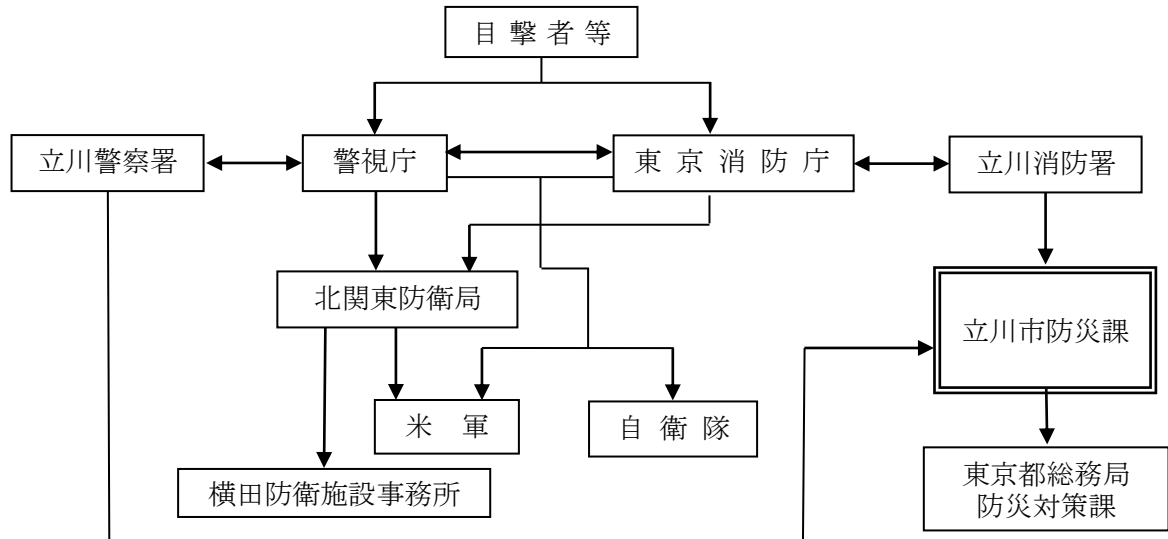 目撃者等
立川警察署
警視庁
東京消防庁
立川消防署
北関東防衛局
立川市防災課
米軍
自衛隊
横田防衛施設事務所
東京都総務局
防災対策課